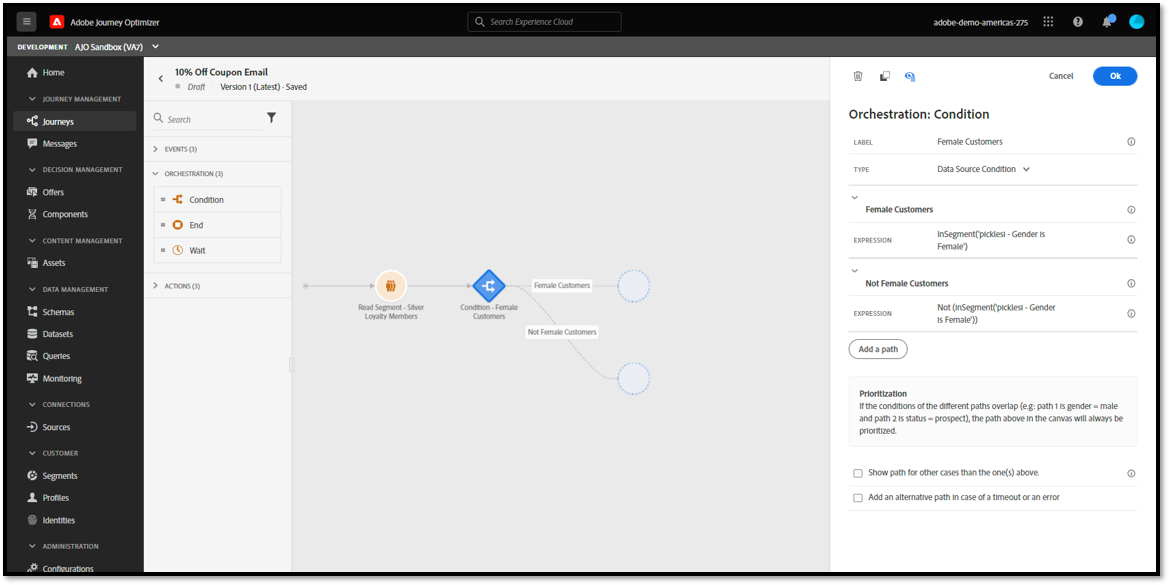 Adobe Journey Optimizer
Search Experience Cloud
adobe-demo-americas-275
DEVELOPMENT AJO Sandbox (VA7)
Home
JOURNEY MANAGEMENT
Journeys
Messages
DECISION MANAGEMENT
Offers
Components
CONTENT MANAGEMENT
Assets
DATA MANAGEMENT
Schemas
Datasets
Queries
Monitoring
CONNECTIONS
Sources
CUSTOMER
Segments
Profiles
Identities
ADMINISTRATION
Configurations
10% Off Coupon Email
Draft Version 1 (Latest) - Saved
Search
EVENTS (3)
ORCHESTRATION (3)
Condition
End
Wait
ACTIONS (3)
Read Segment - Silver
Loyalty Members
Condition - Female
Customers
Female Customers
Not Female Customers
Cancel
Ok
Orchestration: Condition
LABEL Female Customers
TYPE Data Source Condition
Female Customers
EXPRESSION
InSegment('picklesi - Gender is
Female')
Not Female Customers
EXPRESSION
Not (InSegment('picklesi - Gender
is Female'))
Add a path
Prioritization
If the conditions of the different paths overlap (e.g: path 1 is gender = male
and path 2 is status = prospect), the path above in the canvas will always be
prioritized.
Show path for other cases than the one(s) above.
Add an alternative path in case of a timeout or an error